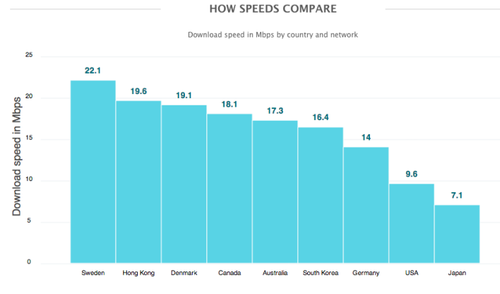 HOW SPEEDS COMPARE
Download speed in Mbps by country and network
Download speed in Mbps
25
20
15
10
5
0
22.1
19.6
19.1
18.1
17.3
16.4
14
9.6
7.1
Sweden
Hong Kong
Denmark
Canada
Australia
South Korea
Germany
USA
Japan